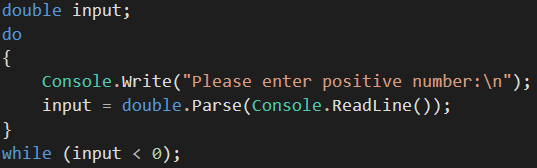 double input;
do
{
    Console.Write("Please enter positive number:\n");
    input = double.Parse(Console.ReadLine());
}
while (input < 0);